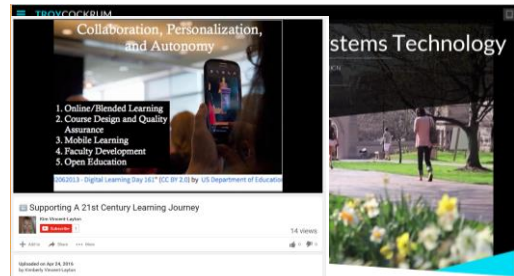 TROYCOCKRUM
Collaboration, Personalization,
and Autonomy
1. Online/Blended Learning
2. Course Design and Quality
Assurance
3. Mobile Learning
4. Faculty Development
5. Open Education
02062013 - Digital Learning Day 161" (CC BY 2.0) by US Department of Education
Supporting A 21st Century Learning Journey
Kim Vincent Layton
Subscribe
14 views
Add to
Share
More
0
0
Uploaded on Apr 24, 2016
by Kimberly Vincent-Layton
stems Technology